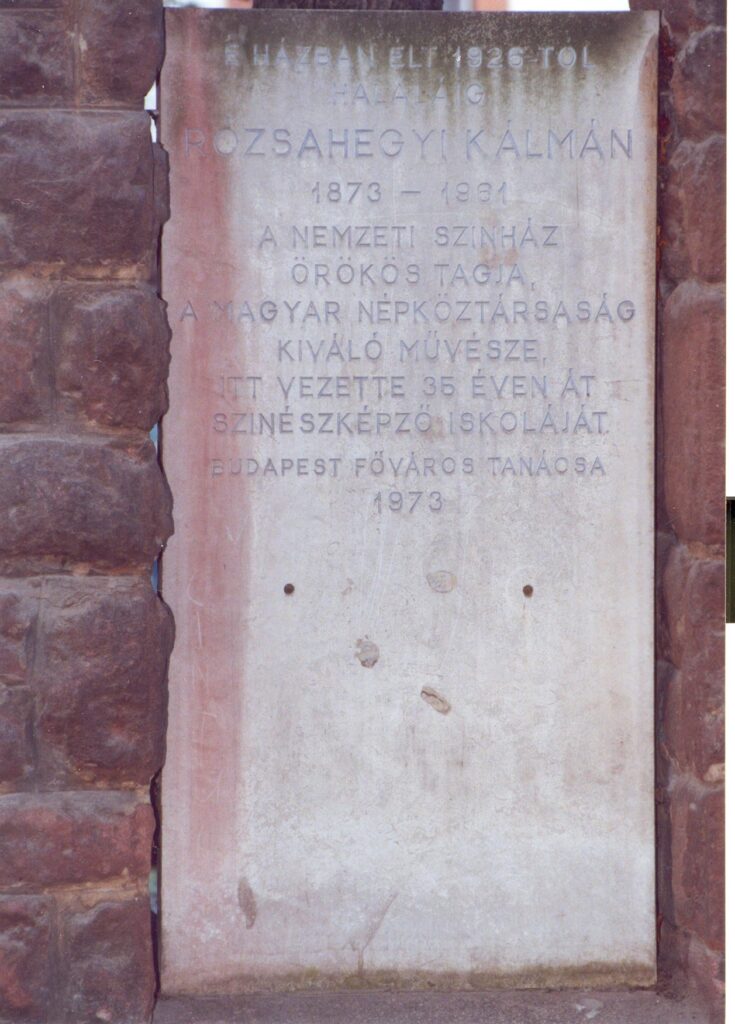 E HÁZBAN ÉLT 1926-TÓL
HALÁLÁIG
RÓZSAHEGYI KÁLMÁN
1873 – 1961
A NEMZETI SZINHÁZ
ÖRÖKÖS TAGJA,
A MAGYAR NÉPKÖZTÁRSASÁG
KIVÁLÓ MŰVÉSZE,
ITT VEZETTE 35 ÉVEN ÁT
SZINÉSZKÉPZŐ ISKOLÁJÁT.
BUDAPEST FŐVÁROS TANÁCSA
1973